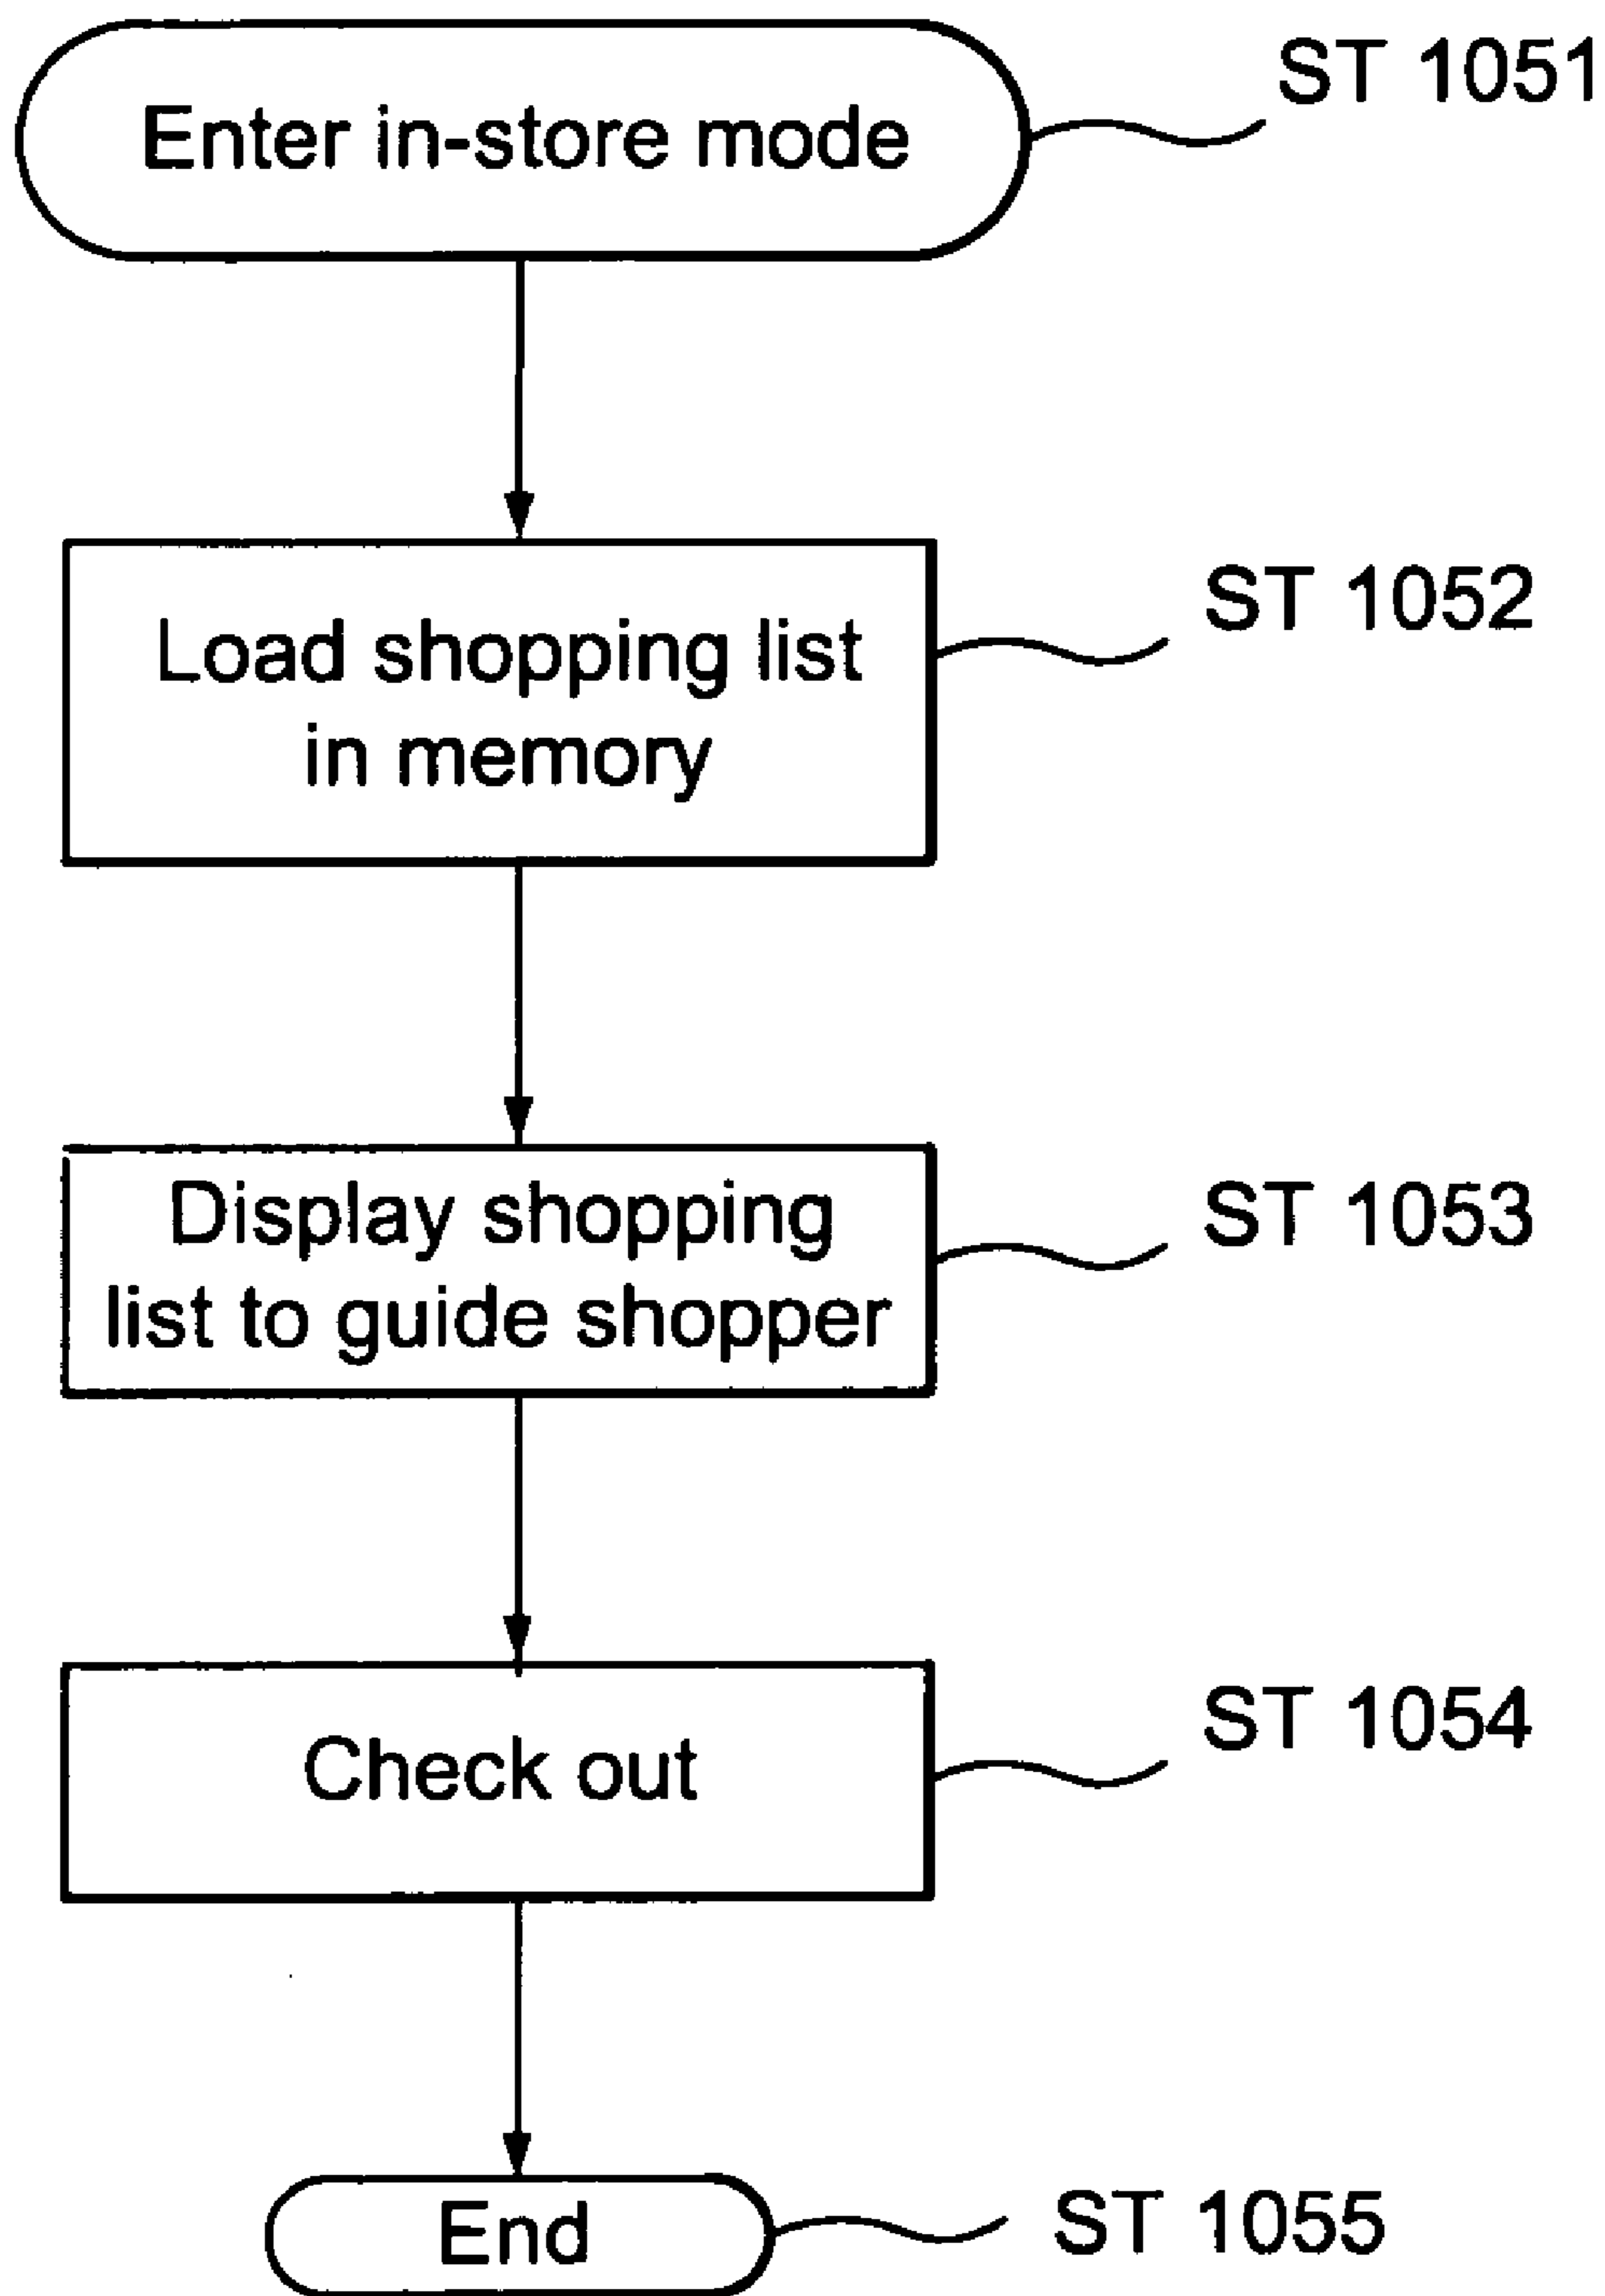 Enter in-store mode
ST 1051
Load shopping list
in memory
ST 1052
Display shopping
list to guide shopper
ST 1053
Check out
ST 1054
End
ST 1055